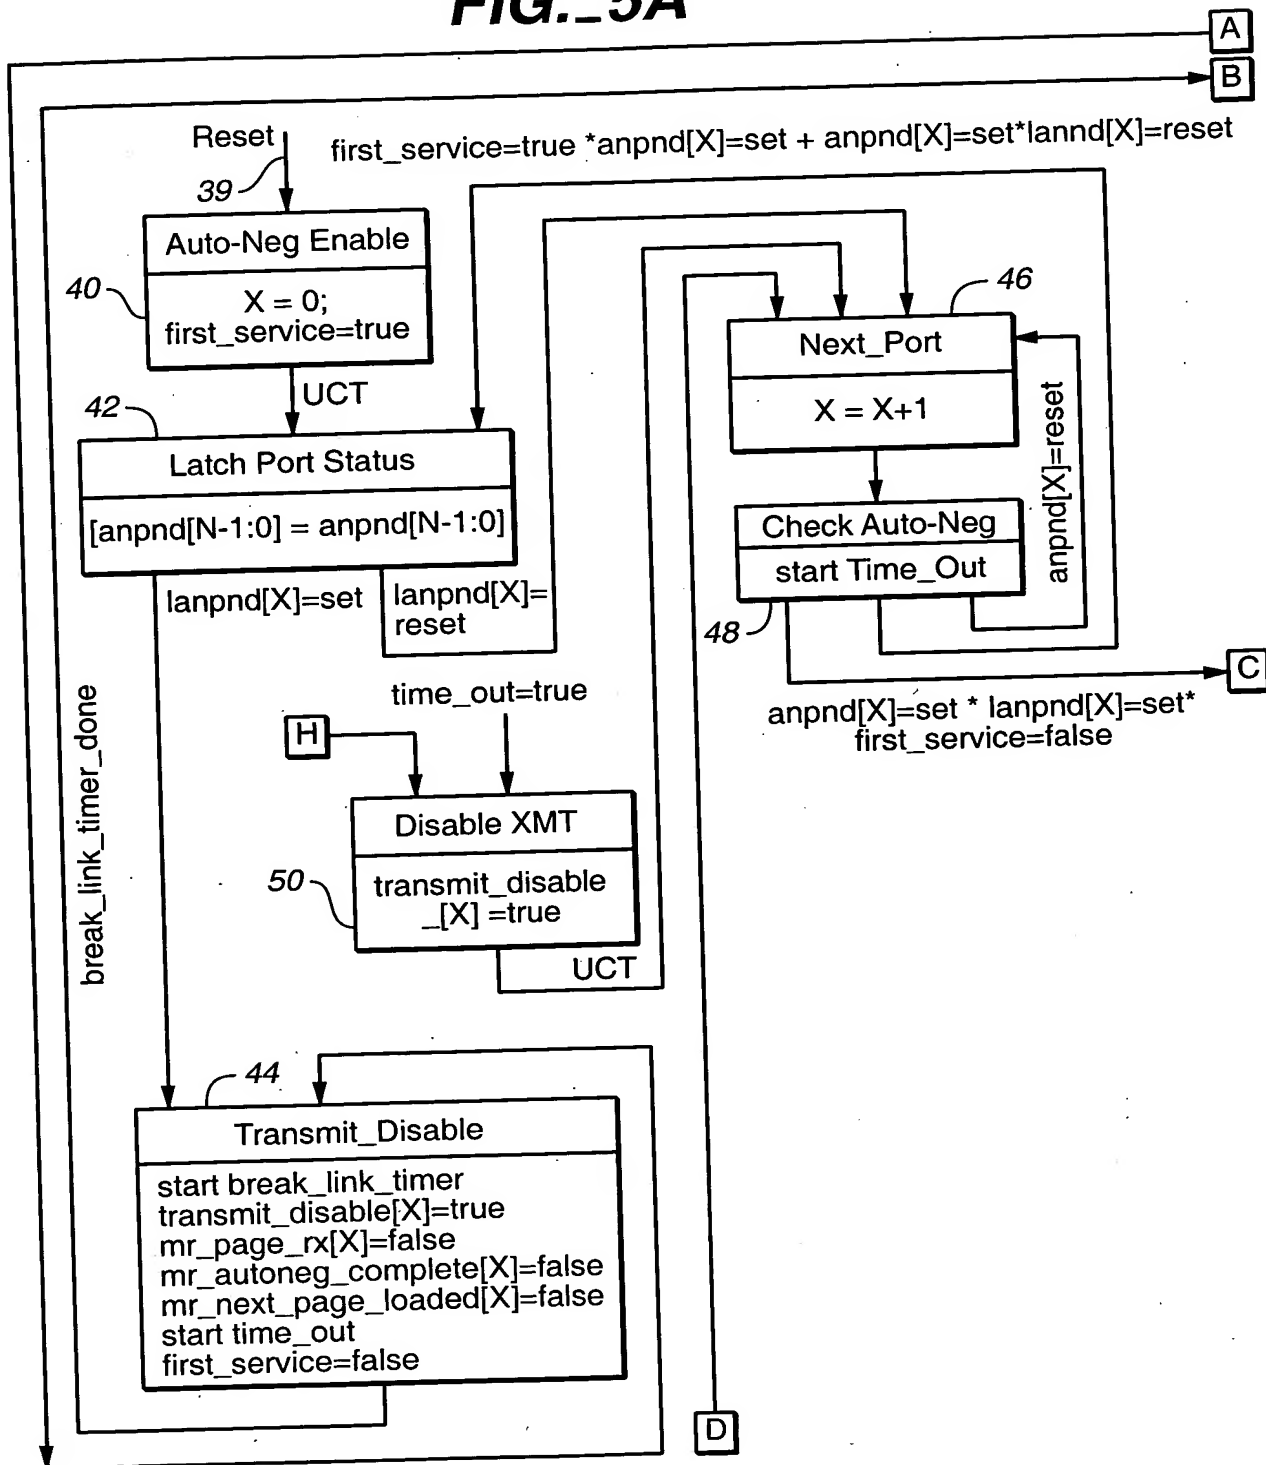 FIG._5A
A
B
Reset
first_service=true *anpnd[X]=set + anpnd[X]=set*lannd[X]=reset
39
Auto-Neg Enable
40
X = 0;
first_service=true
UCT
46
Next_Port
X = X+1
anpnd[X]=reset
42
Latch Port Status
[anpnd[N-1:0] = anpnd[N-1:0]
Check Auto-Neg
start Time_Out
48
lanpnd[X]=set
lanpnd[X]=
reset
C
anpnd[X]=set * lanpnd[X]=set*
first_service=false
time_out=true
H
break_link_timer_done
Disable XMT
50
transmit_disable
_[X] =true
UCT
44
Transmit_Disable
start break_link_timer
transmit_disable[X]=true
mr_page_rx[X]=false
mr_autoneg_complete[X]=false
mr_next_page_loaded[X]=false
start time_out
first_service=false
D